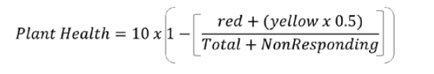 Plant Health = 10 x [1 − [red + (yellow x 0.5) / Total + NonResponding]]